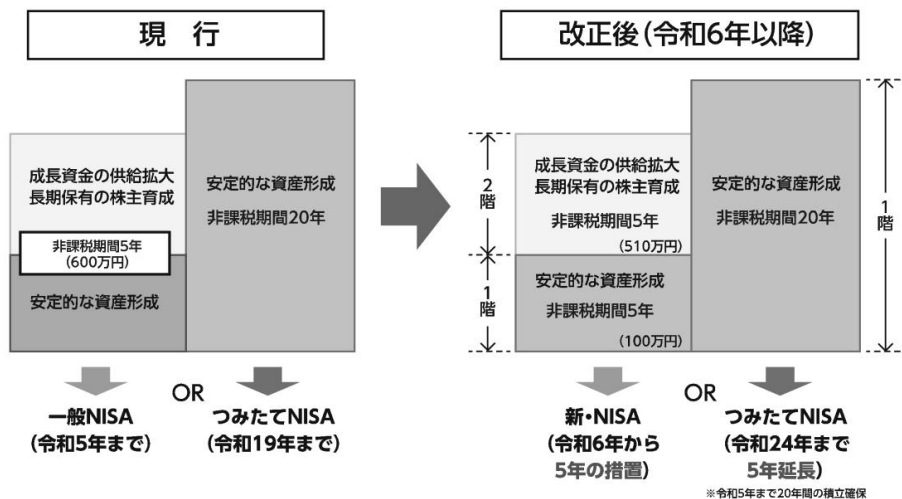 現 行
成長資金の供給拡大
長期保有の株主育成
非課税期間5年
(600万円)
安定的な資産形成
安定的な資産形成
非課税期間20年
一般NISA
(令和5年まで)
OR
つみたてNISA
(令和19年まで)
改正後(令和6年以降)
2階
1階
成長資金の供給拡大
長期保有の株主育成
非課税期間5年
(510万円)
安定的な資産形成
非課税期間5年
(100万円)
安定的な資産形成
非課税期間20年
1階
新・NISA
(令和6年から
5年の措置)
OR
つみたてNISA
(令和24年まで
5年延長)
※令和5年まで20年間の積立確保